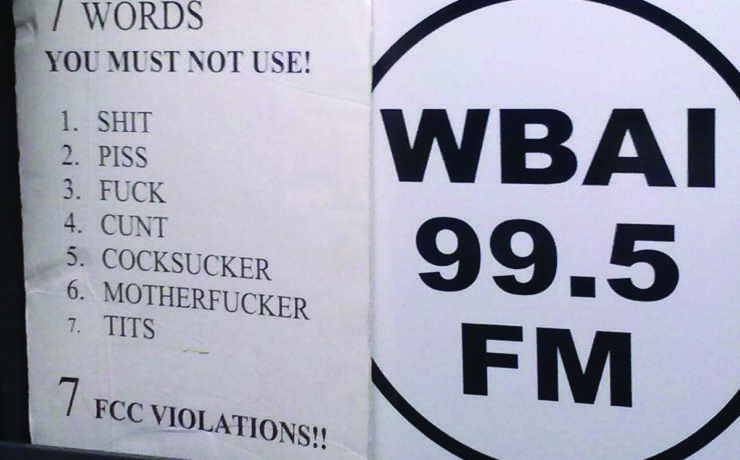 7 WORDS
YOU MUST NOT USE!
1. SHIT
2. PISS
3. FUCK
4. CUNT
5. COCKSUCKER
6. MOTHERFUCKER
7. TITS
7 FCC VIOLATIONS!!
WBAI
99.5
FM